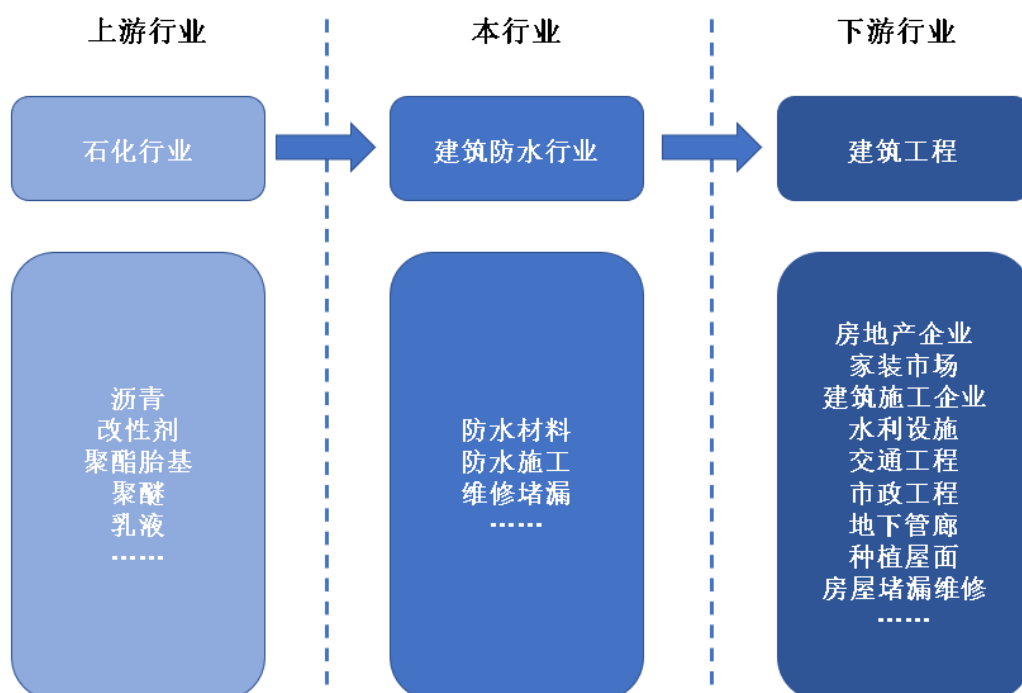 上游行业
本行业
下游行业
石化行业
建筑防水行业
建筑工程
沥青
改性剂
聚酯胎基
聚醚
乳液
......
防水材料
防水施工
维修堵漏
......
房地产企业
家装市场
建筑施工企业
水利设施
交通工程
市政工程
地下管廊
种植屋面
房屋堵漏维修
......